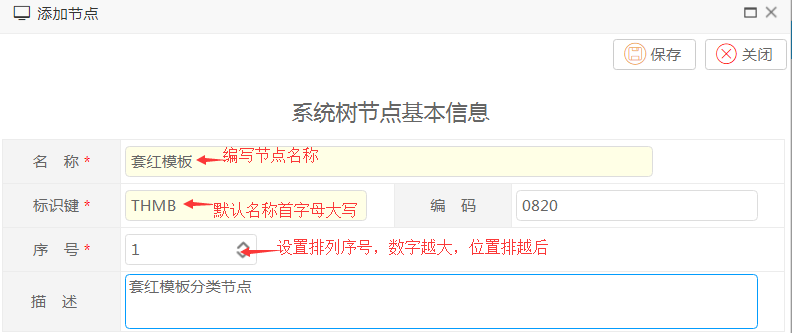 添加节点
保存 关闭
系统树节点基本信息
名 称 * 套红模板 编写节点名称
标识键 * THMB 默认名称首字母大写 编 码 0820
序 号 * 1 设置排列序号，数字越大，位置排越后
描 述 套红模板分类节点